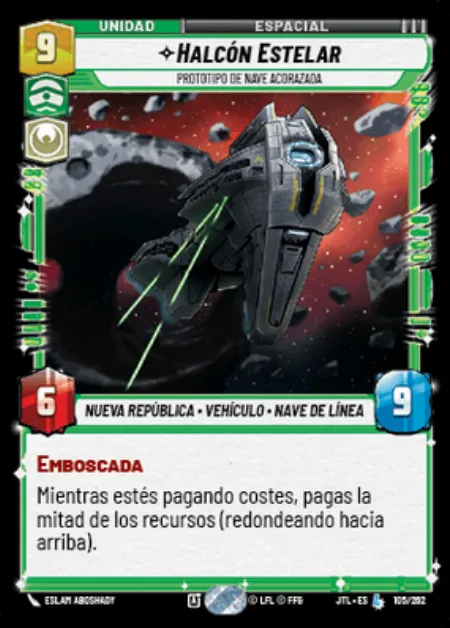 UNIDAD ESPACIAL
9
HALCÓN ESTELAR
PROTOTIPO DE NAVE ACORAZADA
6
9
NUEVA REPÚBLICA • VEHÍCULO • NAVE DE LÍNEA
EMBOSCADA
Mientras estés pagando costes, pagas la
mitad de los recursos (redondeando hacia
arriba).
ESLAM ABOSHADY A © LFL © FFG JTL • ES L 105/262